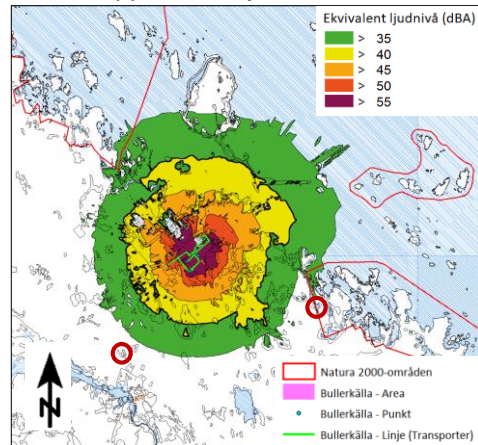 Ekvivalent ljudnivå (dBA)
> 35
> 40
> 45
> 50
> 55
N
Natura 2000-områden
Bullerkälla - Area
Bullerkälla - Punkt
Bullerkälla - Linje (Transporter)